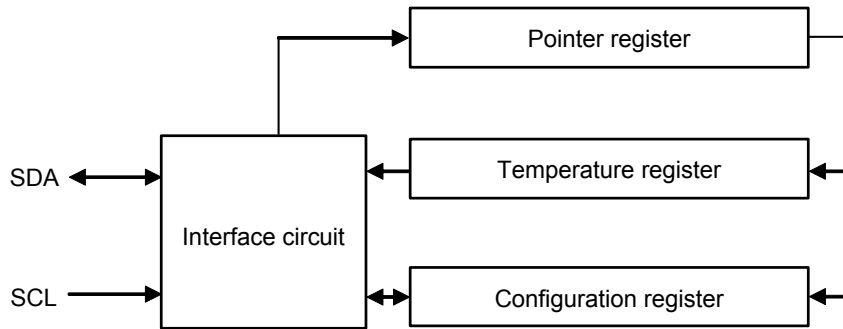 Pointer register
SDA
Temperature register
Interface circuit
SCL
Configuration register